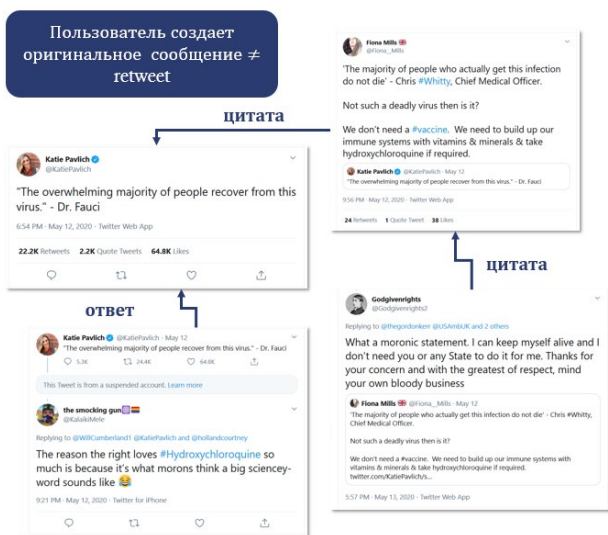 Пользователь создает
оригинальное сообщение ≠
retweet
Fiona Mills
@Fiona__Mills
'The majority of people who actually get this infection
do not die' - Chris #Whitty, Chief Medical Officer.
Not such a deadly virus then is it?
We don't need a #vaccine. We need to build up our
immune systems with vitamins & minerals & take
hydroxychloroquine if required.
Katie Pavlich @KatiePavlich · May 12
"The overwhelming majority of people recover from this virus." - Dr. Fauci
9:56 PM · May 12, 2020 · Twitter Web App
24 Retweets 1 Quote Tweet 38 Likes
цитата
Katie Pavlich
@KatiePavlich
"The overwhelming majority of people recover from this
virus." - Dr. Fauci
6:54 PM · May 12, 2020 · Twitter Web App
22.2K Retweets 2.2K Quote Tweets 64.8K Likes
цитата
ответ
Katie Pavlich @KatiePavlich · May 12
"The overwhelming majority of people recover from this virus." - Dr. Fauci
5.3K 24.4K 64.8K
This Tweet is from a suspended account. Learn more
the smocking gun
@KalaikiMele
Replying to @WBCumberland1 @KatiePavlich and @hollandcourtney
The reason the right loves #Hydroxychloroquine so
much is because it's what morons think a big sciencey-
word sounds like
9:21 PM · May 12, 2020 · Twitter for iPhone
Godgivenrights
@Godgivenrights2
Replying to @thegordonkerr @USAmbUK and 2 others
What a moronic statement. I can keep myself alive and I
don't need you or any State to do it for me. Thanks for
your concern and with the greatest of respect, mind
your own bloody business
Fiona Mills @Fiona__Mills · May 12
'The majority of people who actually get this infection do not die' - Chris #Whitty,
Chief Medical Officer.
Not such a deadly virus then is it?
We don't need a #vaccine. We need to build up our immune systems with
vitamins & minerals & take hydroxychloroquine if required.
twitter.com/KatiePavlich/s...
5:57 PM · May 13, 2020 · Twitter Web App